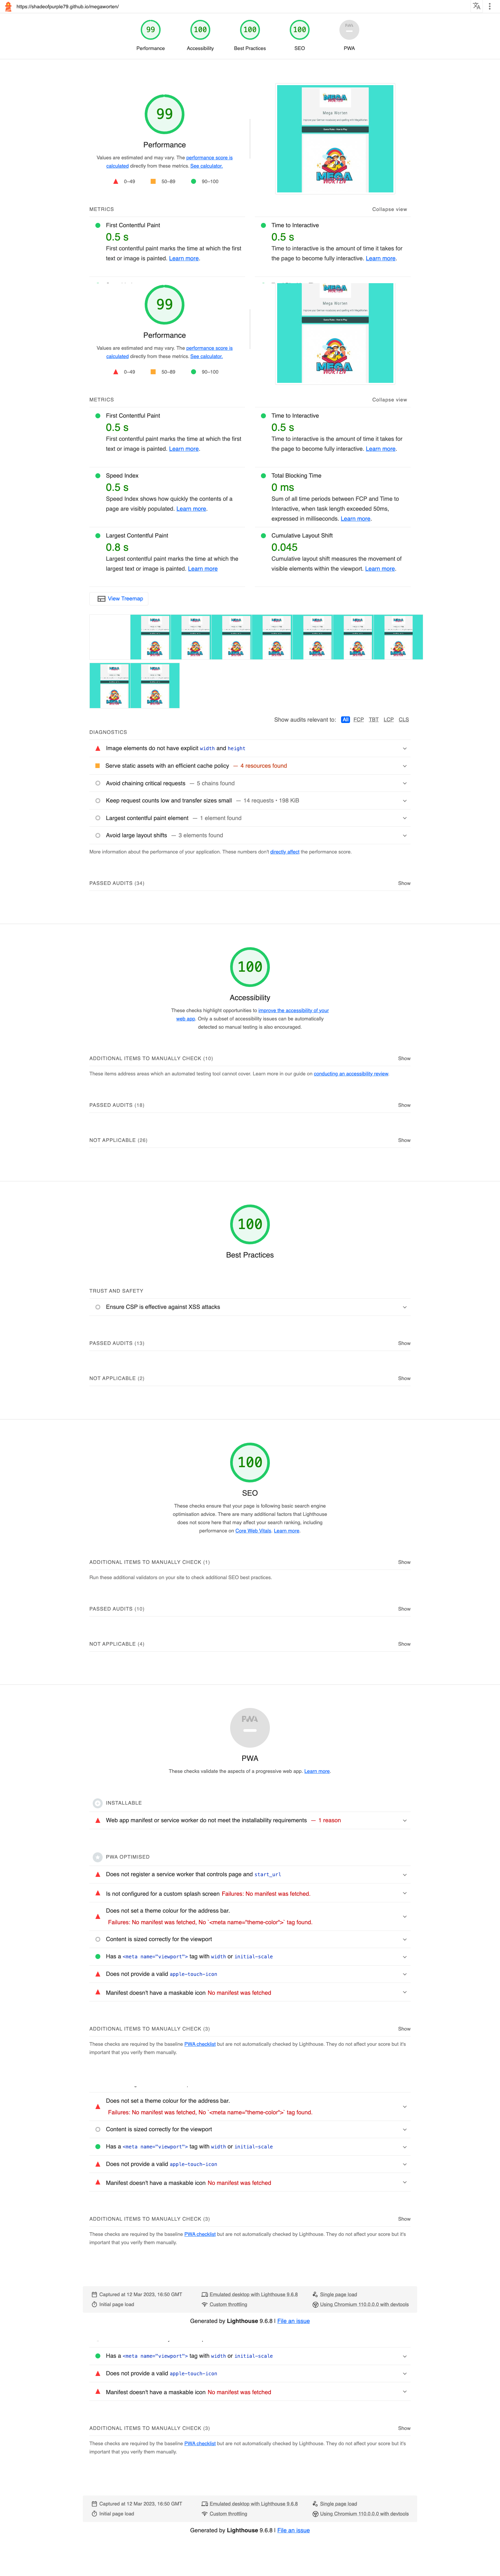 https://shadeofpurple79.github.io/megaworten/
99
100
100
100
Performance
Accessibility
Best Practices
SEO
PWA
99
Performance
Values are estimated and may vary. The performance score is
calculated directly from these metrics. See calculator.
0–49
50–89
90–100
MEGA
METRICS
Collapse view
First Contentful Paint
0.5 s
First contentful paint marks the time at which the first
text or image is painted. Learn more.
Time to Interactive
0.5 s
Time to interactive is the amount of time it takes for
the page to become fully interactive. Learn more.
99
Performance
Values are estimated and may vary. The performance score is
calculated directly from these metrics. See calculator.
0–49
50–89
90–100
MEGA
METRICS
Collapse view
First Contentful Paint
0.5 s
First contentful paint marks the time at which the first
text or image is painted. Learn more.
Time to Interactive
0.5 s
Time to interactive is the amount of time it takes for
the page to become fully interactive. Learn more.
Speed Index
0.5 s
Speed Index shows how quickly the contents of a
page are visibly populated. Learn more.
Total Blocking Time
0 ms
Sum of all time periods between FCP and Time to
Interactive, when task length exceeded 50ms,
expressed in milliseconds. Learn more.
Largest Contentful Paint
0.8 s
Largest contentful paint marks the time at which the
largest text or image is painted. Learn more
Cumulative Layout Shift
0.045
Cumulative layout shift measures the movement of
visible elements within the viewport. Learn more.
View Treemap
Show audits relevant to: All FCP TBT LCP CLS
DIAGNOSTICS
Image elements do not have explicit width and height
Serve static assets with an efficient cache policy — 4 resources found
Avoid chaining critical requests — 5 chains found
Keep request counts low and transfer sizes small — 14 requests • 198 KiB
Largest contentful paint element — 1 element found
Avoid large layout shifts — 3 elements found
More information about the performance of your application. These numbers don't directly affect the performance score.
PASSED AUDITS (34)
Show
100
Accessibility
These checks highlight opportunities to improve the accessibility of your
web app. Only a subset of accessibility issues can be automatically
detected so manual testing is also encouraged.
ADDITIONAL ITEMS TO MANUALLY CHECK (10)
Show
These items address areas which an automated testing tool cannot cover. Learn more in our guide on conducting an accessibility review.
PASSED AUDITS (18)
Show
NOT APPLICABLE (26)
Show
100
Best Practices
TRUST AND SAFETY
Ensure CSP is effective against XSS attacks
PASSED AUDITS (13)
Show
NOT APPLICABLE (2)
Show
100
SEO
These checks ensure that your page is following basic search engine
optimisation advice. There are many additional factors that Lighthouse
does not score here that may affect your search ranking, including
performance on Core Web Vitals. Learn more.
ADDITIONAL ITEMS TO MANUALLY CHECK (1)
Show
Run these additional validators on your site to check additional SEO best practices.
PASSED AUDITS (10)
Show
NOT APPLICABLE (4)
Show
PWA
PWA
These checks validate the aspects of a progressive web app. Learn more.
INSTALLABLE
Web app manifest or service worker do not meet the installability requirements — 1 reason
PWA OPTIMISED
Does not register a service worker that controls page and start_url
Is not configured for a custom splash screen Failures: No manifest was fetched.
Does not set a theme colour for the address bar.
Failures: No manifest was fetched, No `<meta name="theme-color">` tag found.
Content is sized correctly for the viewport
Has a <meta name="viewport"> tag with width or initial-scale
Does not provide a valid apple-touch-icon
Manifest doesn't have a maskable icon No manifest was fetched
ADDITIONAL ITEMS TO MANUALLY CHECK (3)
Show
These checks are required by the baseline PWA checklist but are not automatically checked by Lighthouse. They do not affect your score but it's
important that you verify them manually.
Does not set a theme colour for the address bar.
Failures: No manifest was fetched, No `<meta name="theme-color">` tag found.
Content is sized correctly for the viewport
Has a <meta name="viewport"> tag with width or initial-scale
Does not provide a valid apple-touch-icon
Manifest doesn't have a maskable icon No manifest was fetched
ADDITIONAL ITEMS TO MANUALLY CHECK (3)
Show
These checks are required by the baseline PWA checklist but are not automatically checked by Lighthouse. They do not affect your score but it's
important that you verify them manually.
Captured at 12 Mar 2023, 18:50 GMT
Emulated desktop with Lighthouse 9.6.8
Single page load
Initial page load
Custom throttling
Using Chromium 110.0.0.0 with devtools
Generated by Lighthouse 9.6.8 | File an issue
Has a <meta name="viewport"> tag with width or initial-scale
Does not provide a valid apple-touch-icon
Manifest doesn't have a maskable icon No manifest was fetched
ADDITIONAL ITEMS TO MANUALLY CHECK (3)
Show
These checks are required by the baseline PWA checklist but are not automatically checked by Lighthouse. They do not affect your score but it's
important that you verify them manually.
Captured at 12 Mar 2023, 18:50 GMT
Emulated desktop with Lighthouse 9.6.8
Single page load
Initial page load
Custom throttling
Using Chromium 110.0.0.0 with devtools
Generated by Lighthouse 9.6.8 | File an issue